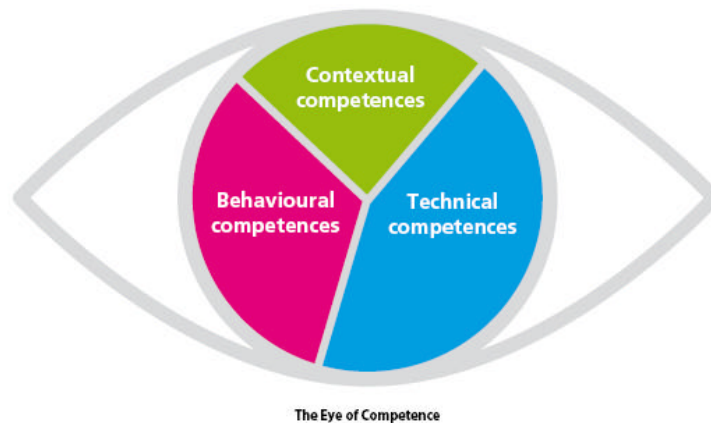 Contextual
competences
Behavioural
competences
Technical
competences
The Eye of Competence